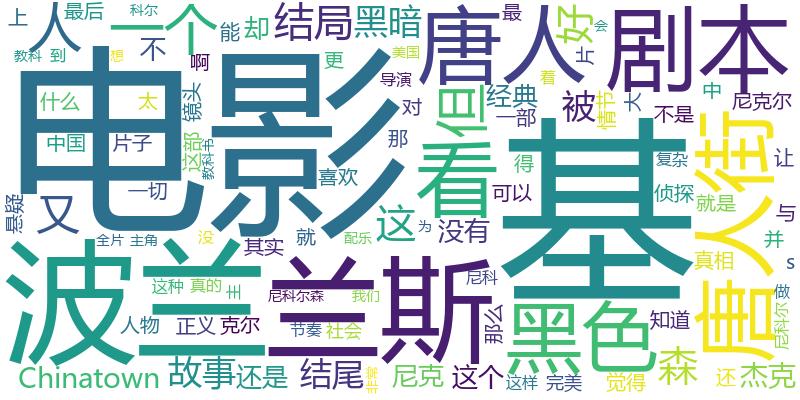 电影
基
波兰
兰斯
唐人
唐人街
剧本
黑色
看
一个
人
又
这
但
好
故事
结局
黑暗
结尾
森
Chinatown
被
不
却
经典
没有
这个
尼克
杰克
还是
上
最后
科尔
能
美国
最
片
会
教科
到
想
啊
更
导演
着
什么
太
镜头
对
一部
情节
大
不是
中
尼克尔
中国
片子
这部
教科书
那
喜欢
得
复杂
让
一切
可以
侦探
就是
与
悬疑
全片
主角
没
其实
就
配乐
为
真相
并
s
这种
真的
主
尼科尔森
我们
尼科
那么
做
尼科尔
人物
正义
克尔
节奏
社会
知道
这样
完美
觉得
还